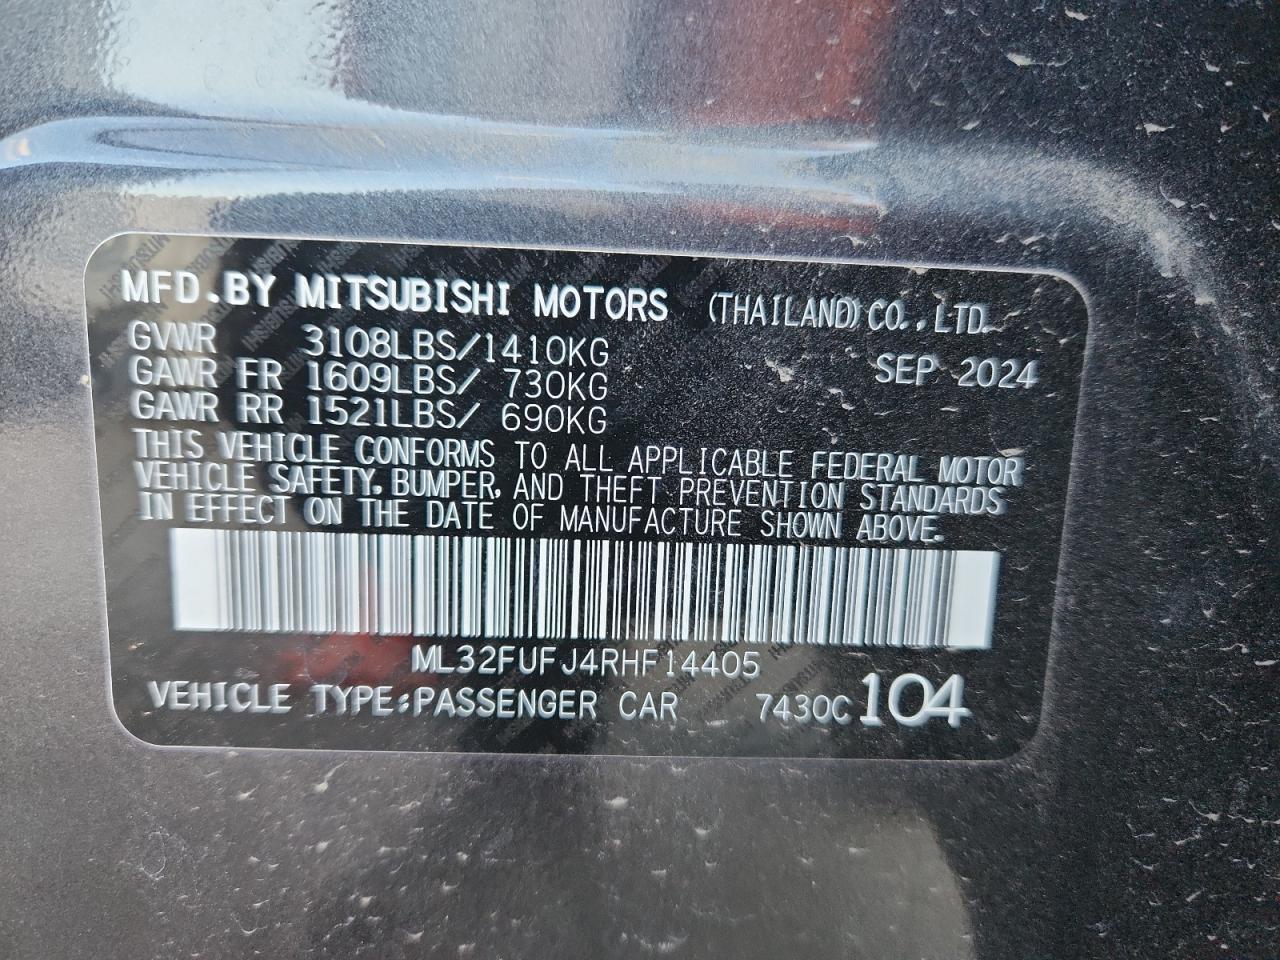 MFD.BY MITSUBISHI MOTORS (THAILAND) CO.,LTD.
GVWR 3108LBS/1410KG SEP 2024
GAWR FR 1609LBS/ 730KG
GAWR RR 1521LBS/ 690KG
THIS VEHICLE CONFORMS TO ALL APPLICABLE FEDERAL MOTOR
VEHICLE SAFETY, BUMPER, AND THEFT PREVENTION STANDARDS
IN EFFECT ON THE DATE OF MANUFACTURE SHOWN ABOVE.
ML32FUFJ4RHF14405
VEHICLE TYPE:PASSENGER CAR 7430C 104